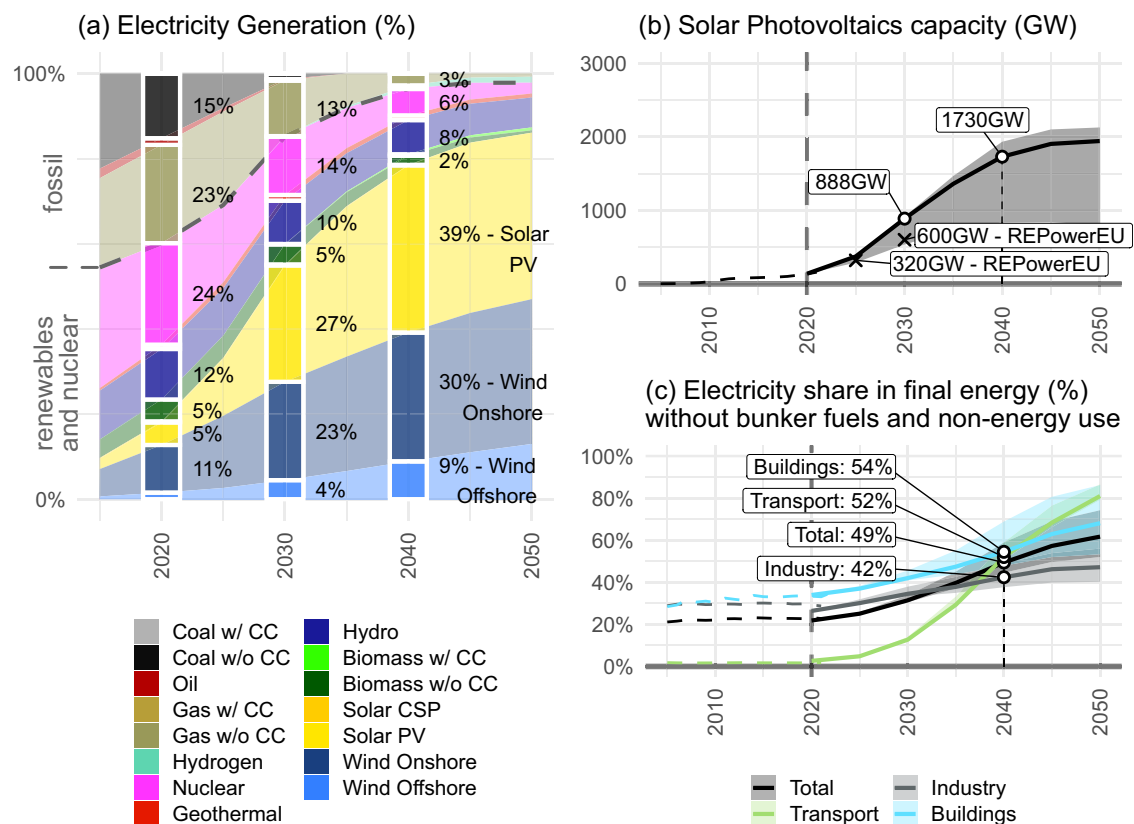 (a) Electricity Generation (%)
100%
0%
fossil
renewables
and nuclear
15%
23%
24%
12%
5%
5%
11%
13%
14%
10%
5%
27%
23%
4%
3%
6%
8%
2%
39% - Solar
PV
30% - Wind
Onshore
9% - Wind
Offshore
2020
2030
2040
2050
Coal w/ CC
Coal w/o CC
Oil
Gas w/ CC
Gas w/o CC
Hydrogen
Nuclear
Geothermal
Hydro
Biomass w/ CC
Biomass w/o CC
Solar CSP
Solar PV
Wind Onshore
Wind Offshore
(b) Solar Photovoltaics capacity (GW)
3000
2000
1000
0
1730GW
888GW
600GW - REPowerEU
320GW - REPowerEU
2010
2020
2030
2040
2050
(c) Electricity share in final energy (%)
without bunker fuels and non-energy use
100%
80%
60%
40%
20%
0%
Buildings: 54%
Transport: 52%
Total: 49%
Industry: 42%
2010
2020
2030
2040
2050
Total
Transport
Industry
Buildings